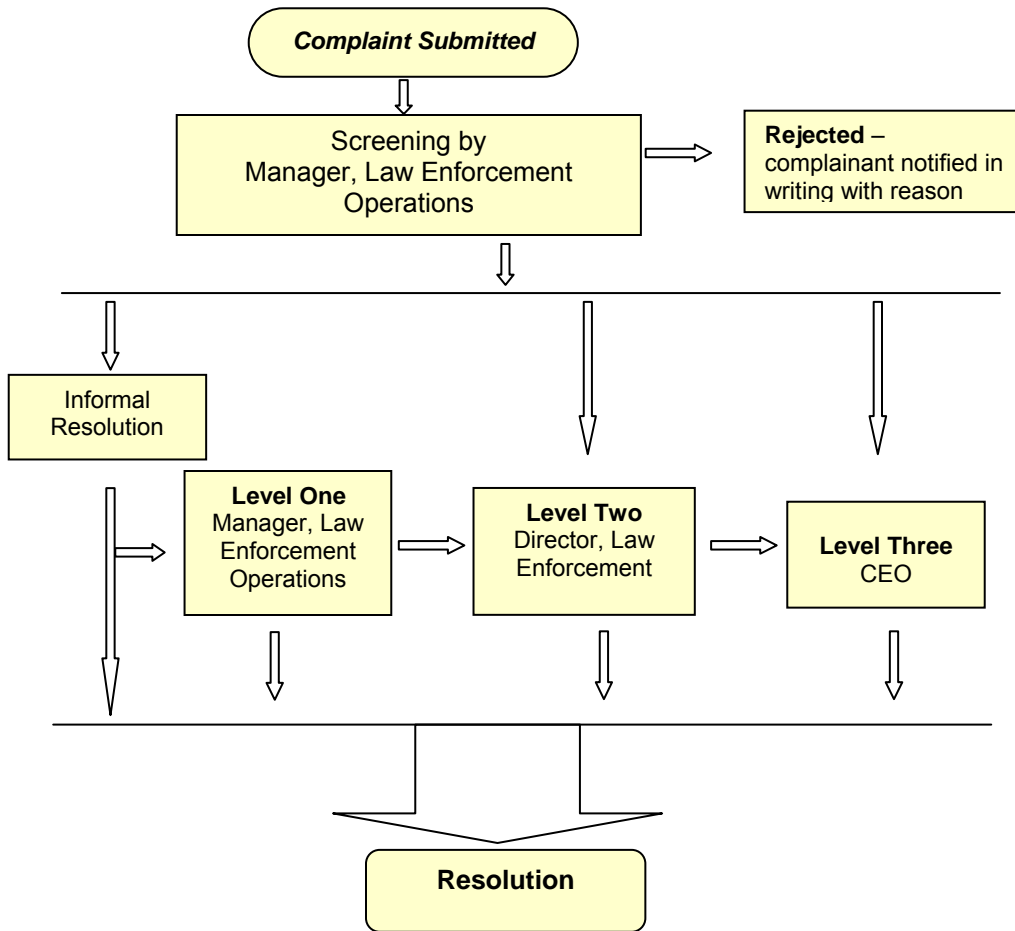 Complaint Submitted
Screening by
Manager, Law Enforcement
Operations
Rejected –
complainant notified in
writing with reason
Informal
Resolution
Level One
Manager, Law
Enforcement
Operations
Level Two
Director, Law
Enforcement
Level Three
CEO
Resolution